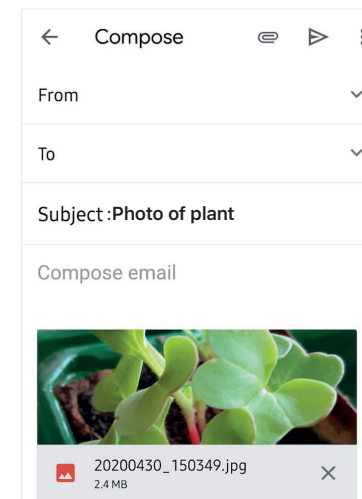 Compose
From
To
Subject :Photo of plant
Compose email
20200430_150349.jpg
2.4 MB